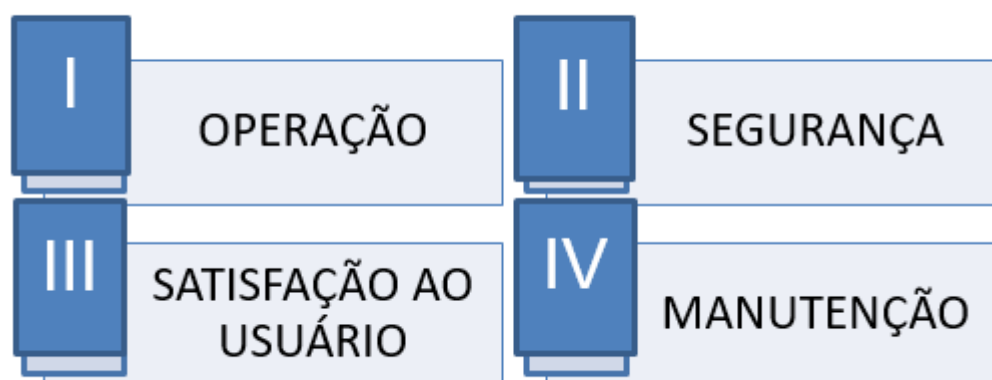 I
OPERAÇÃO
II
SEGURANÇA
III
SATISFAÇÃO AO
USUÁRIO
IV
MANUTENÇÃO